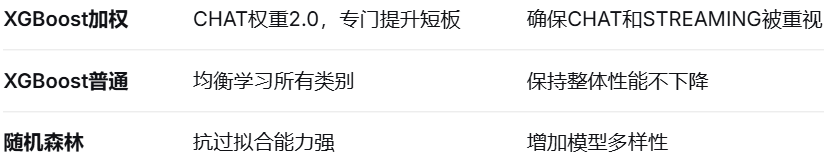 XGBoost加权 CHAT权重2.0，专门提升短板 确保CHAT和STREAMING被重视
XGBoost普通 均衡学习所有类别 保持整体性能不下降
随机森林 抗过拟合能力强 增加模型多样性